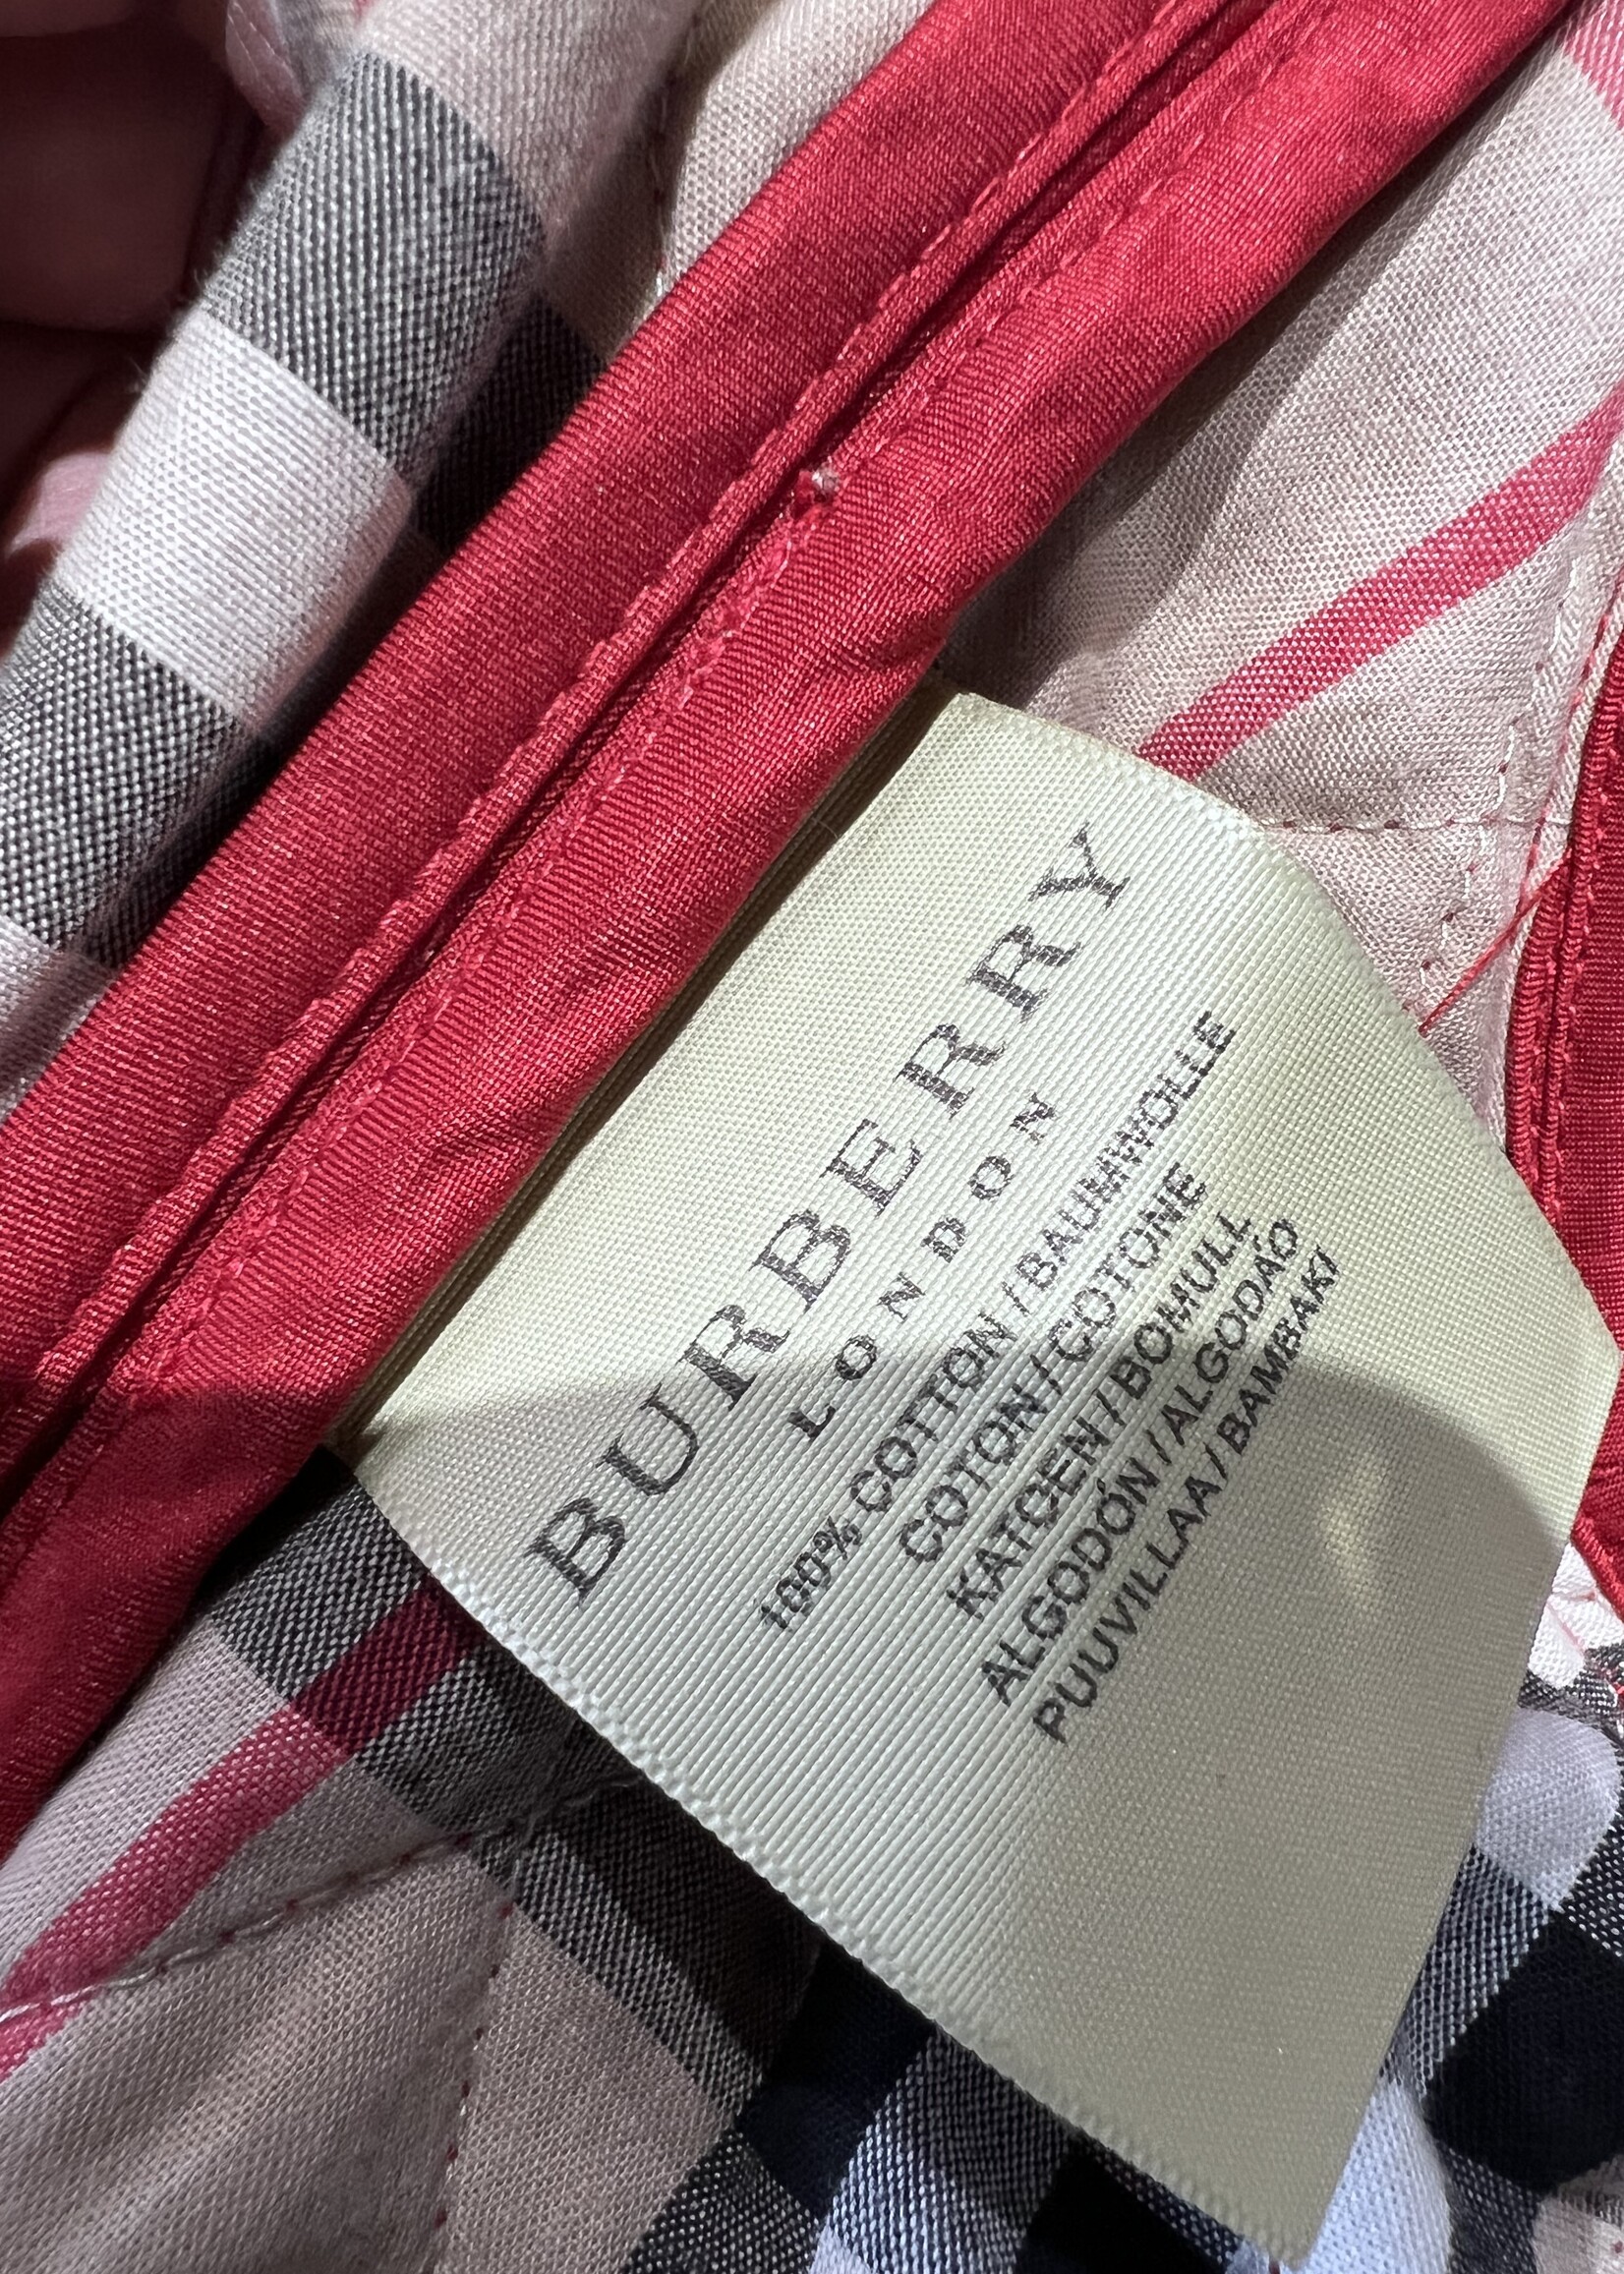 BURBERRY
LONDON
100% COTTON / BAUMWOLLE
COTON / COTONE
KATOEN / BOMULL
ALGODÓN / ALGODÃO
PUUVILLAA / BAMBAKI